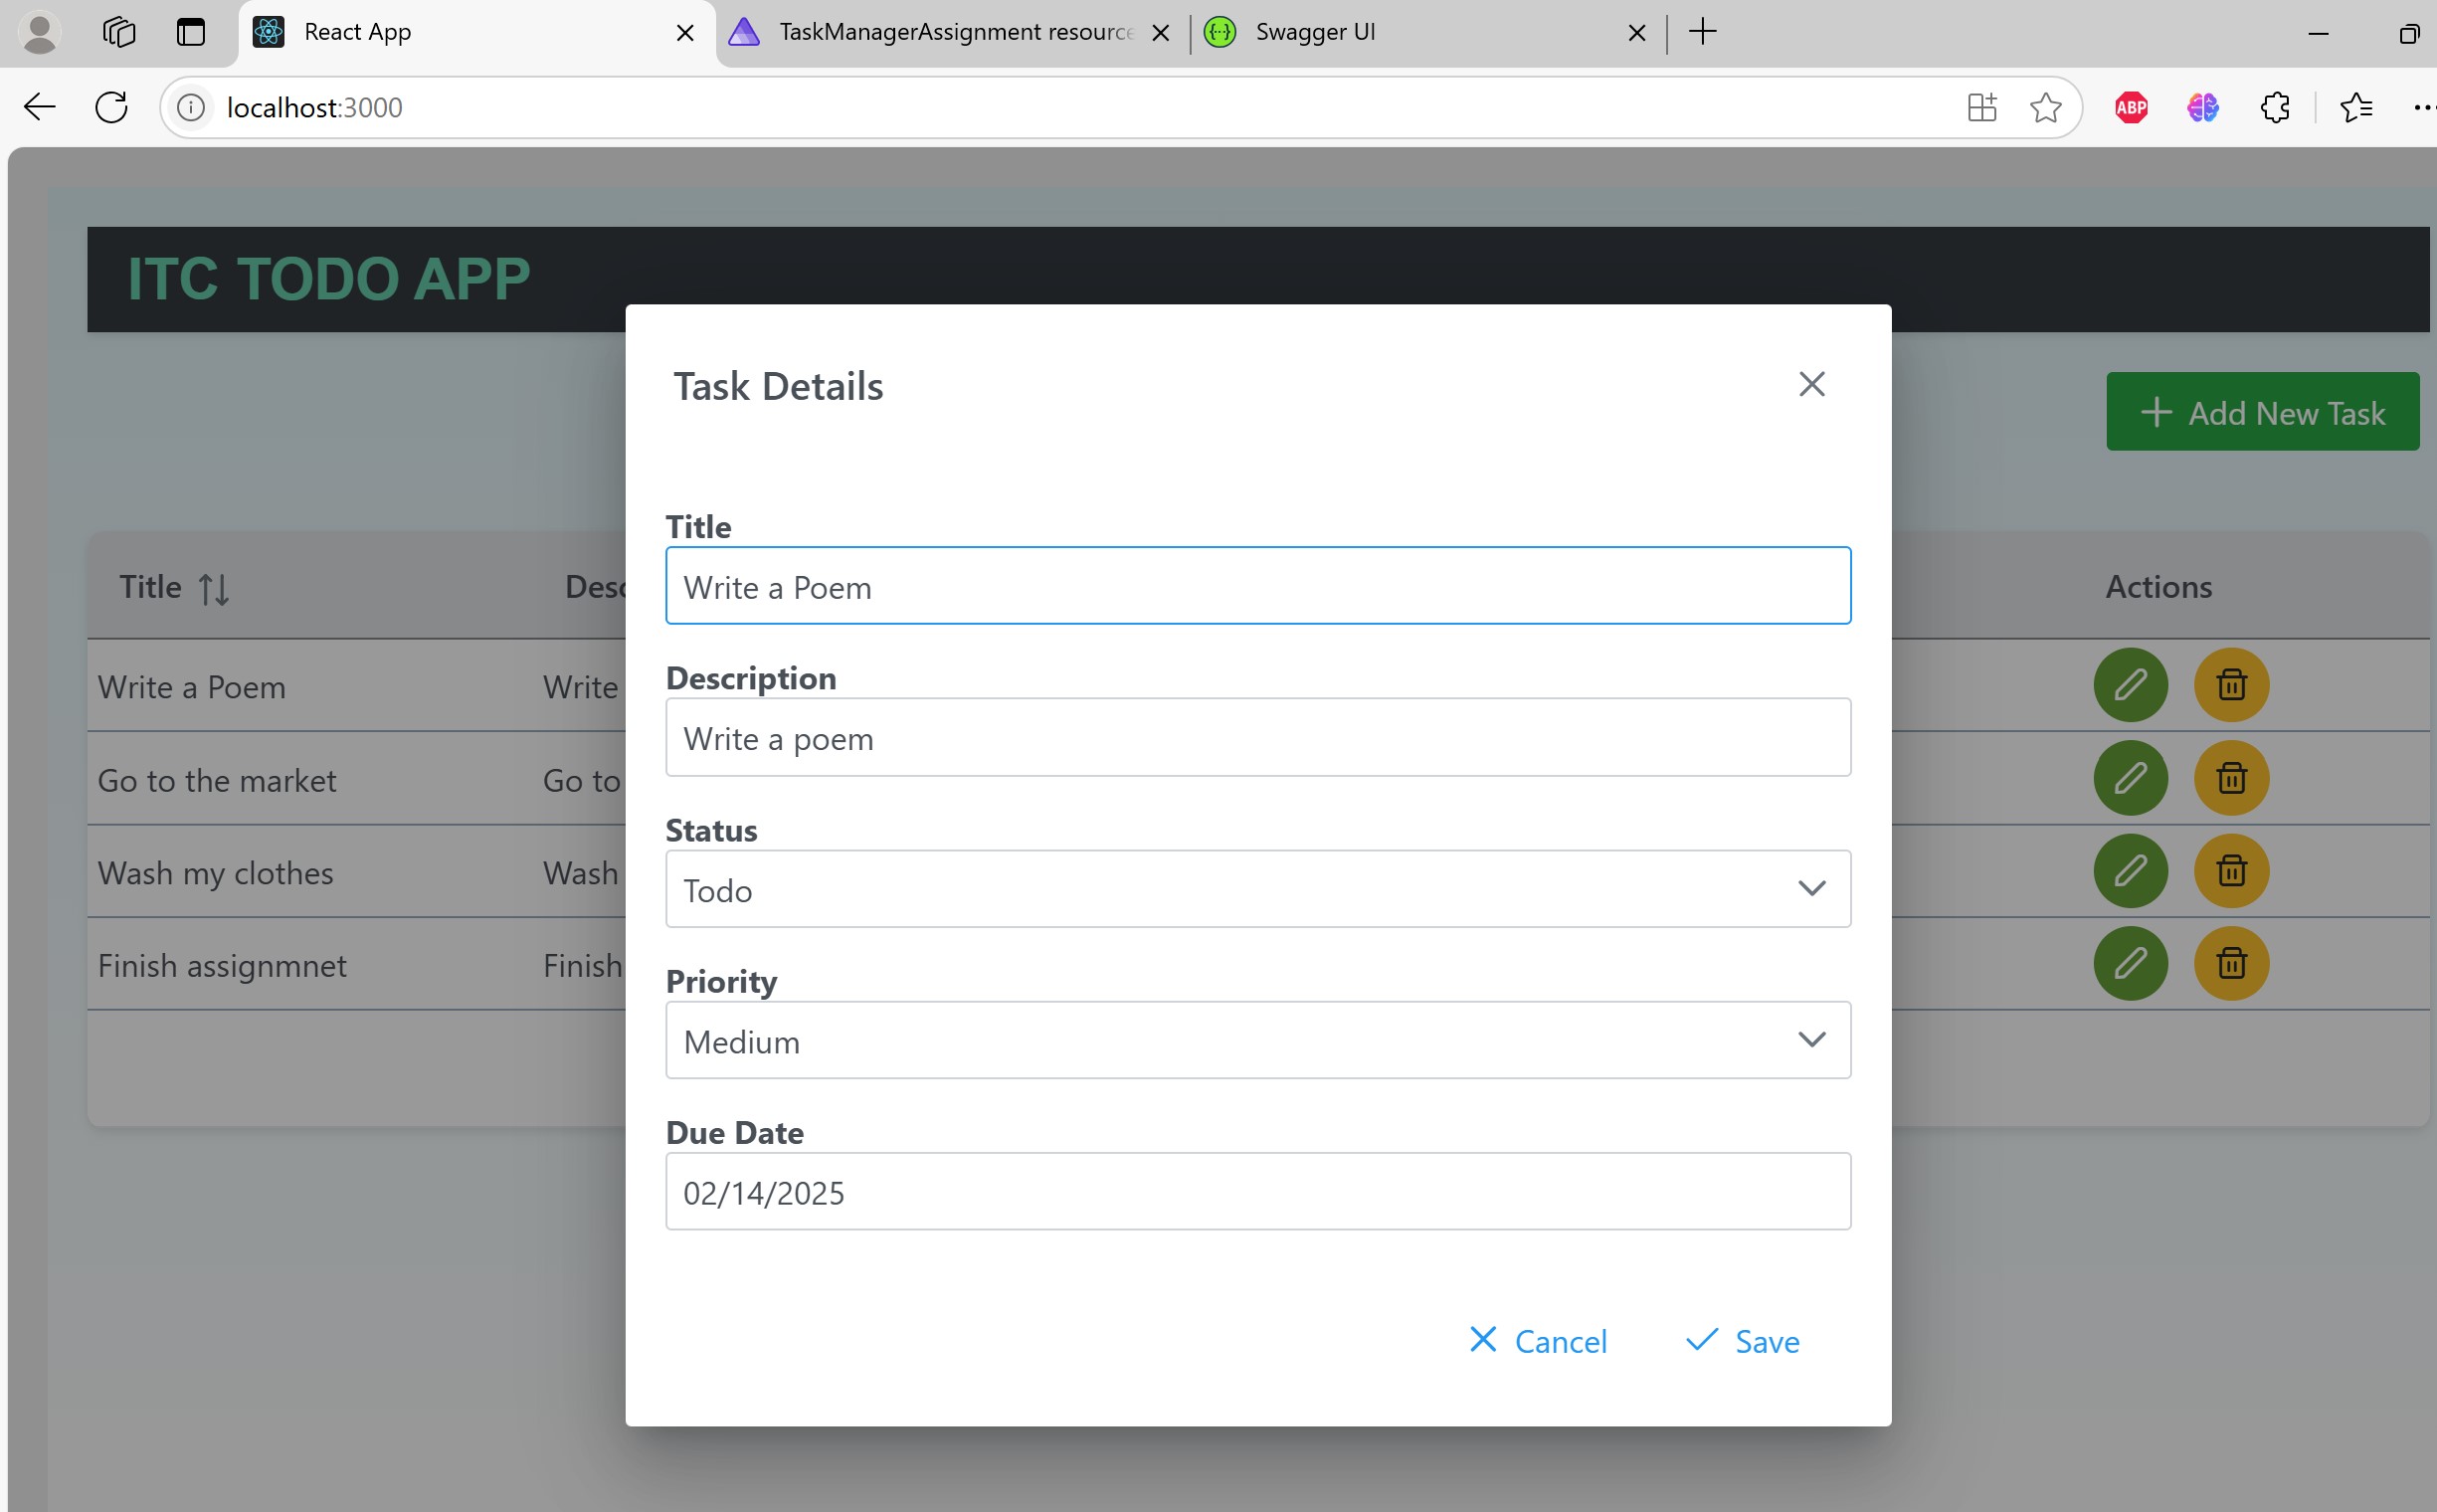 React App
TaskManagerAssignment resource
Swagger UI
localhost:3000
ABP
ITC TODO APP
Add New Task
Task Details
Title
Write a Poem
Description
Write a poem
Status
Todo
Priority
Medium
Due Date
02/14/2025
Cancel
Save
Title
Desc
Actions
Write a Poem
Write
Go to the market
Go to
Wash my clothes
Wash
Finish assignmnet
Finish